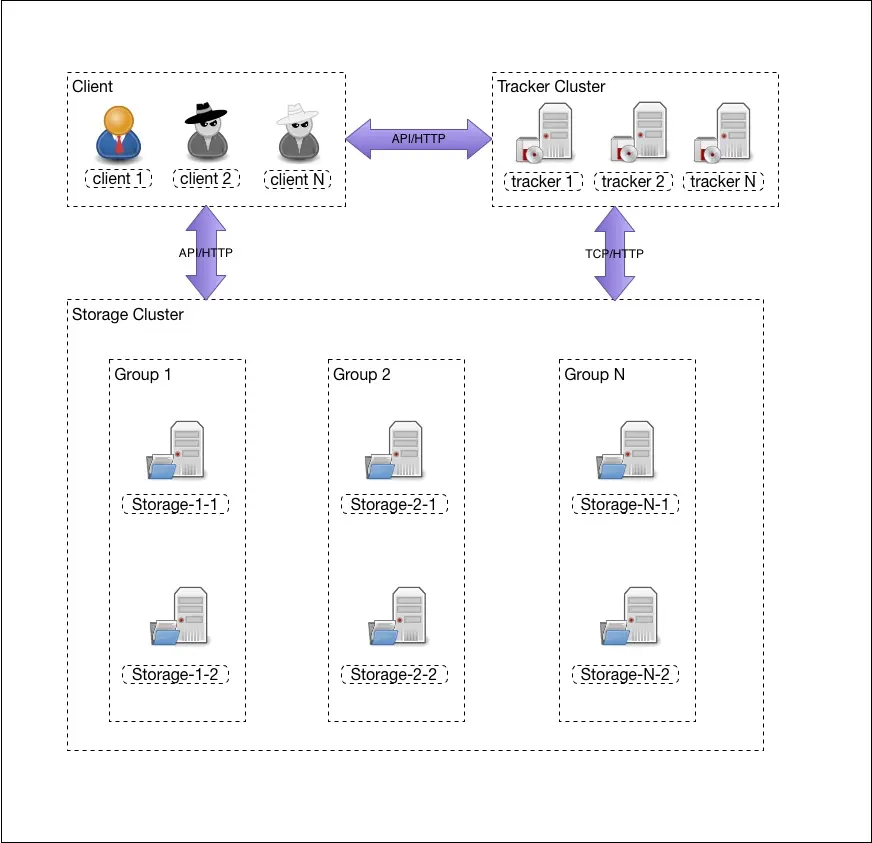 Client
Tracker Cluster
client 1
client 2
client N
API/HTTP
tracker 1
tracker 2
tracker N
API/HTTP
TCP/HTTP
Storage Cluster
Group 1
Group 2
Group N
Storage-1-1
Storage-2-1
Storage-N-1
Storage-1-2
Storage-2-2
Storage-N-2